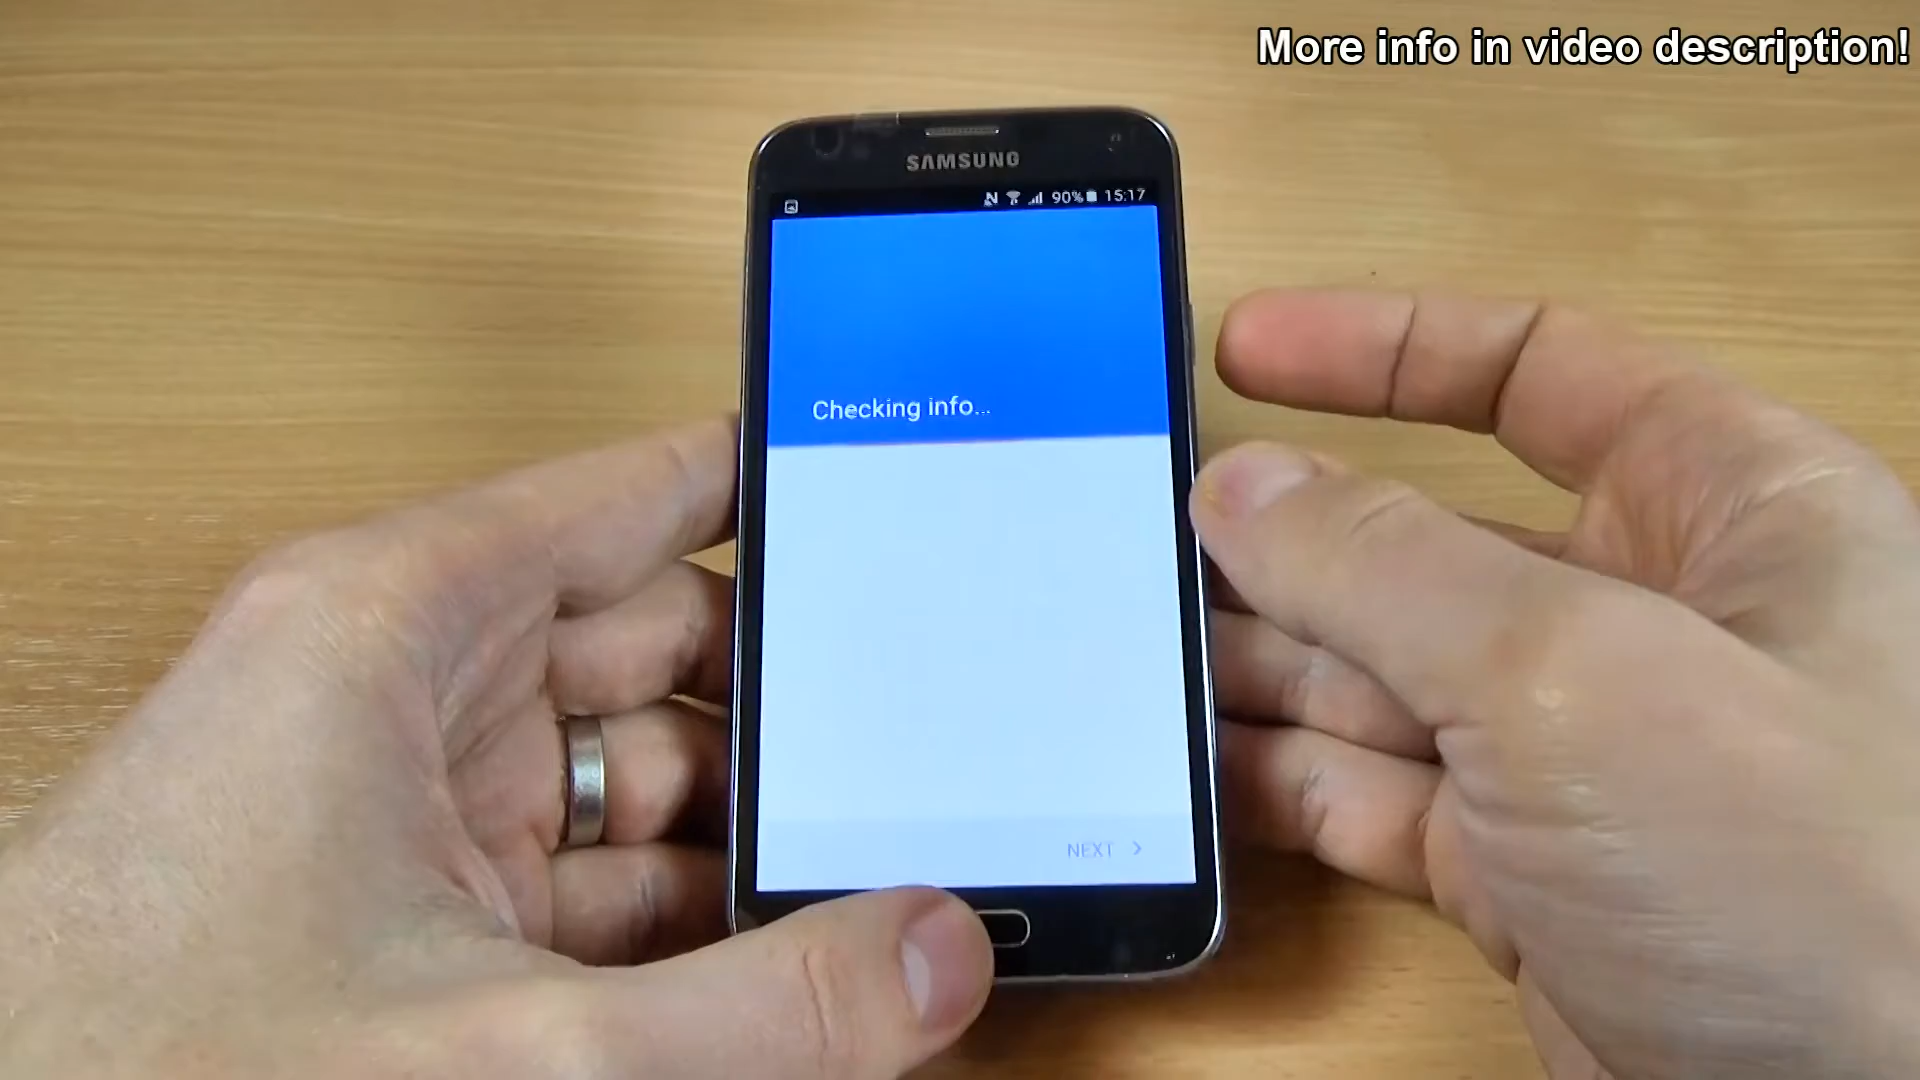 More info in video description!
SAMSUNG
90% 15:17
Checking info...
NEXT